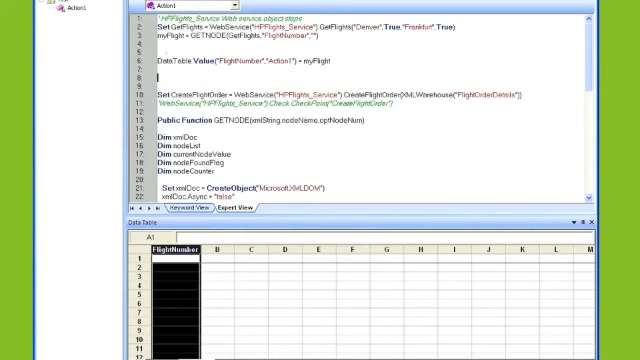 Action1
Action1
1: ' HPFlights_Service Web service object steps
2: Set GetFlights = WebService("HPFlights_Service").GetFlights("Denver",True,"Frankfurt",True)
3: myFlight = GETNODE(GetFlights,"FlightNumber","")
4:
5:
6: DataTable.Value("FlightNumber","Action1") = myFlight
7:
8:
9:
10: Set CreateFlightOrder = WebService("HPFlights_Service").CreateFlightOrder(XMLWarehouse("FlightOrderDetails"))
11: 'WebService("HPFlights_Service").Check CheckPoint("CreateFlightOrder")
12:
13: Public Function GETNODE(xmlString,nodeName,optNodeNum)
14:
15: Dim xmlDoc
16: Dim nodeList
17: Dim currentNodeValue
18: Dim nodeFoundFlag
19: Dim nodeCounter
20:
21: Set xmlDoc = CreateObject("Microsoft.XMLDOM")
22: xmlDoc.Async = "false"
Keyword View Expert View
Data Table
A1
FlightNumber B C D E F G H I J K L M
1
2
3
4
5
6
7
8
9
10
11
12